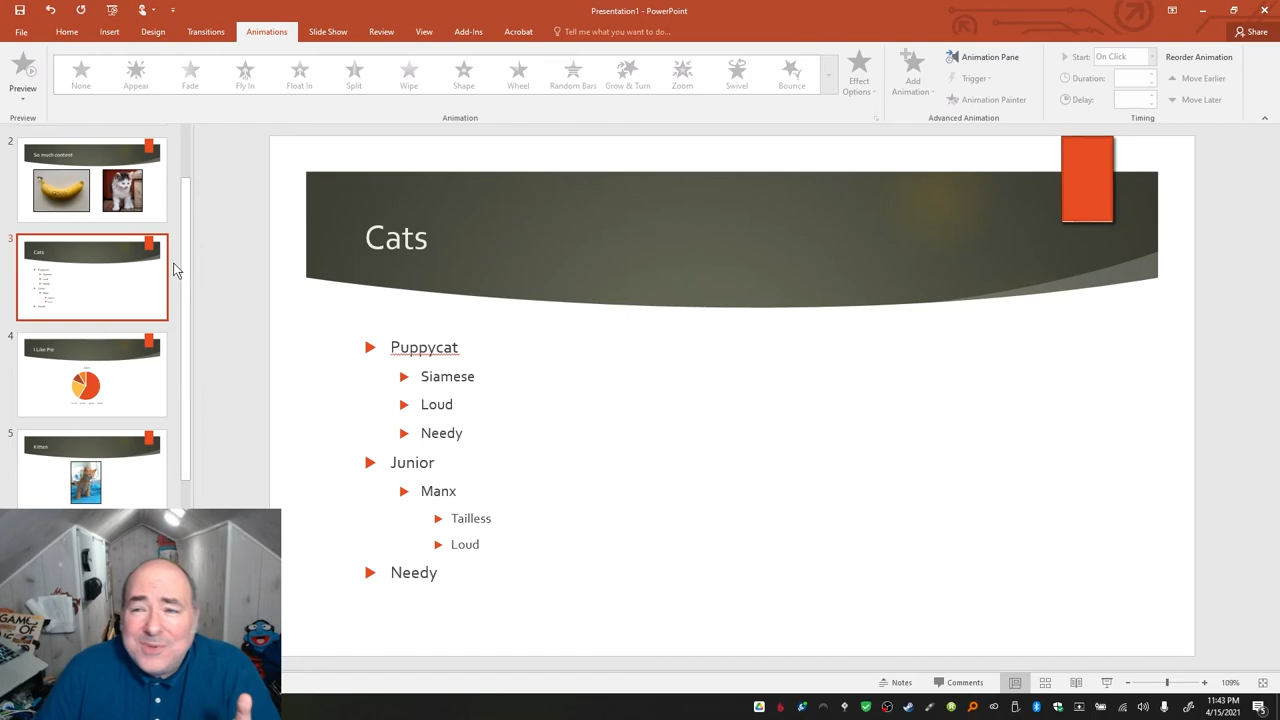 Presentation1 - PowerPoint
File Home Insert Design Transitions Animations Slide Show Review View Add-Ins Acrobat Tell me what you want to do... Share
Preview
Preview
None Appear Fade Fly In Float In Split Wipe Shape Wheel Random Bars Grow & Turn Zoom Swivel Bounce
Animation
Effect Options
Add Animation
Animation Pane
Trigger
Animation Painter
Advanced Animation
Start: On Click
Duration:
Delay:
Reorder Animation
Move Earlier
Move Later
Timing
2
So much content
3
Cats
4
I Like Pie
5
Kitten
Cats
Puppycat
Siamese
Loud
Needy
Junior
Manx
Tailless
Loud
Needy
GAME OF
Notes Comments 109%
11:43 PM
4/15/2021